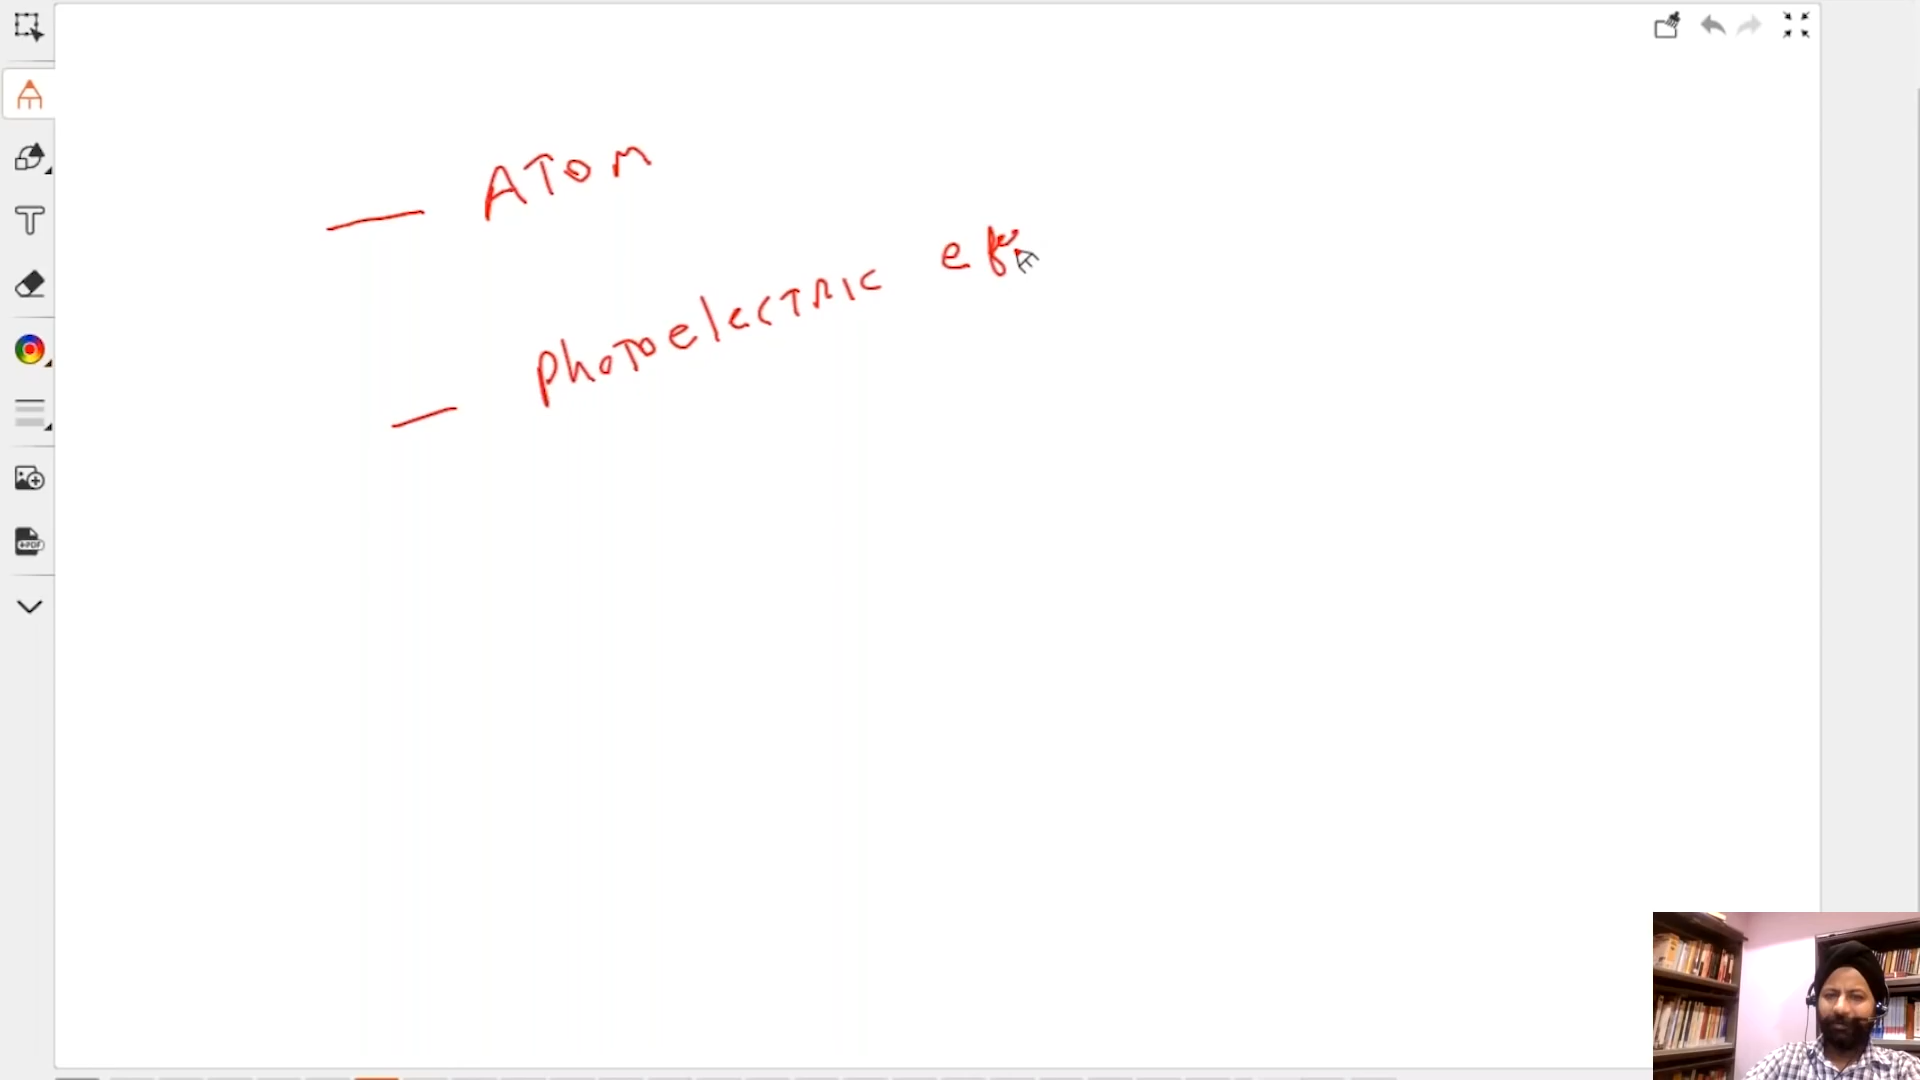 — ATOM
— Photoelectric ef